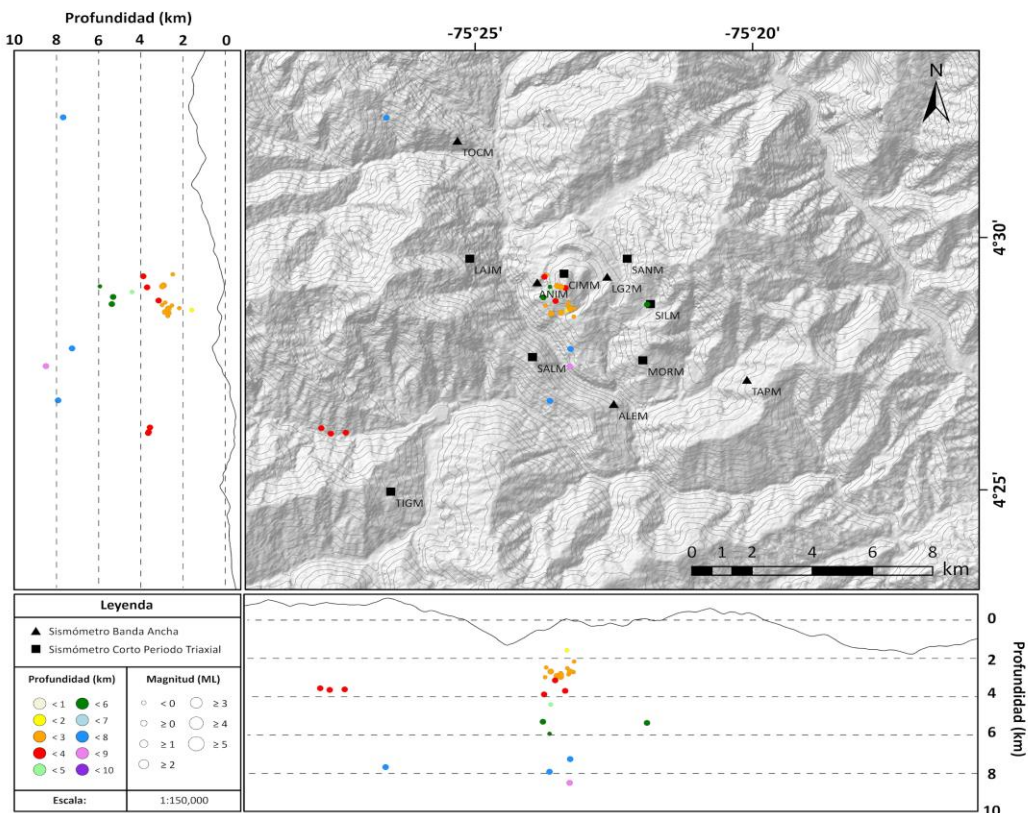 Profundidad (km)
10 8 6 4 2 0
-75°25' -75°20'
N
TOCM
4°30'
LAJM
SANM
CIMM
ANIM
LG2M
SILM
SALM
MORM
TAPM
ALEM
TIGM
4°25'
0 1 2 4 6 8
km
Leyenda
Sismómetro Banda Ancha
Sismómetro Corto Periodo Triaxial
Profundidad (km) Magnitud (ML)
< 1 < 6 < 0 ≥ 3
< 2 < 7 ≥ 0 ≥ 4
< 3 < 8 ≥ 1 ≥ 5
< 4 < 9 ≥ 2
< 5 < 10
Escala: 1:150,000
0
2
4
6
8
10
Profundidad (km)